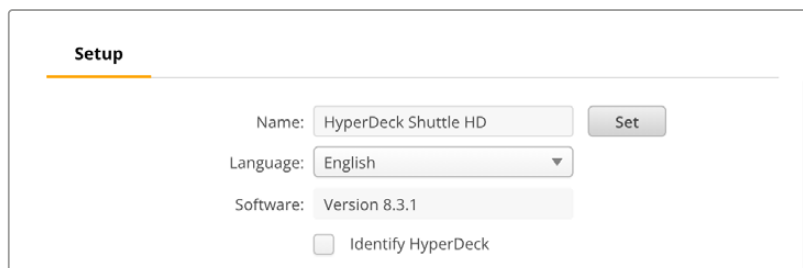 Setup
Name: HyperDeck Shuttle HD Set
Language: English
Software: Version 8.3.1
Identify HyperDeck